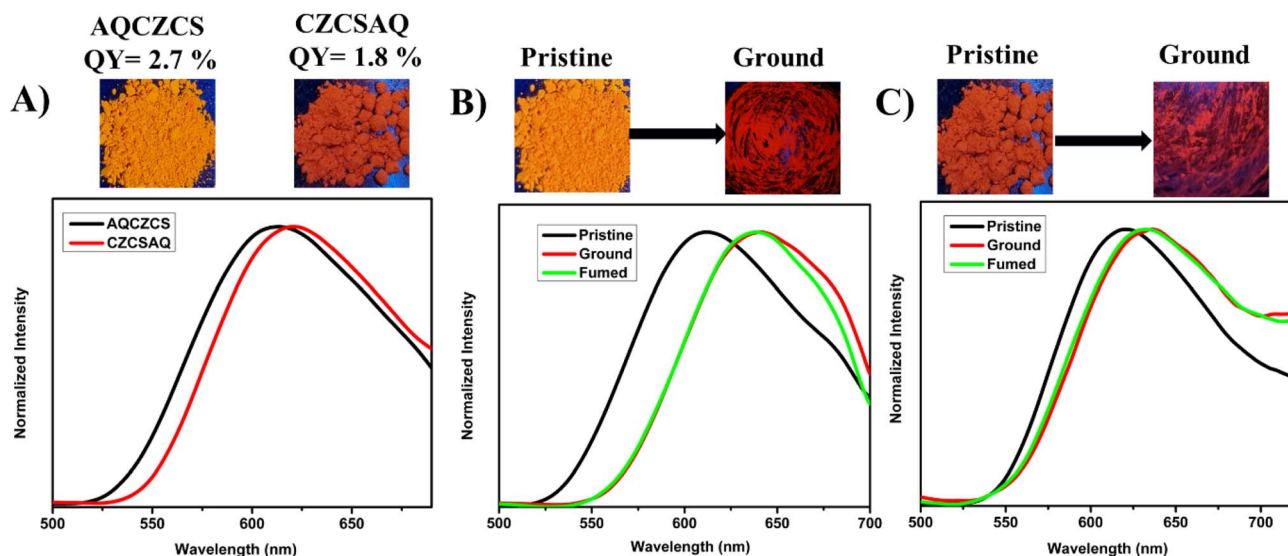 AQCZCS
QY= 2.7 %
CZCSAQ
QY= 1.8 %
A)
AQCZCS
CZCSAQ
Normalized Intensity
500
550
600
650
Wavelength (nm)
Pristine
Ground
B)
Pristine
Ground
Fumed
Normalized Intensity
500
550
600
650
700
Wavelength (nm)
Pristine
Ground
C)
Pristine
Ground
Fumed
Normalized Intensity
500
550
600
650
700
Wavelength (nm)